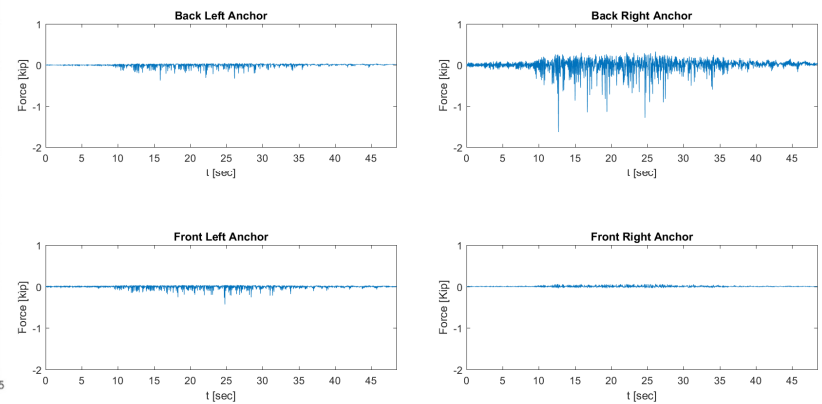 Back Left Anchor
1
0
-1
-2
Force [kip]
0 5 10 15 20 25 30 35 40 45
t [sec]
Back Right Anchor
1
0
-1
-2
Force [kip]
0 5 10 15 20 25 30 35 40 45
t [sec]
Front Left Anchor
1
0
-1
-2
Force [kip]
0 5 10 15 20 25 30 35 40 45
t [sec]
Front Right Anchor
1
0
-1
-2
Force [Kip]
0 5 10 15 20 25 30 35 40 45
t [sec]
5